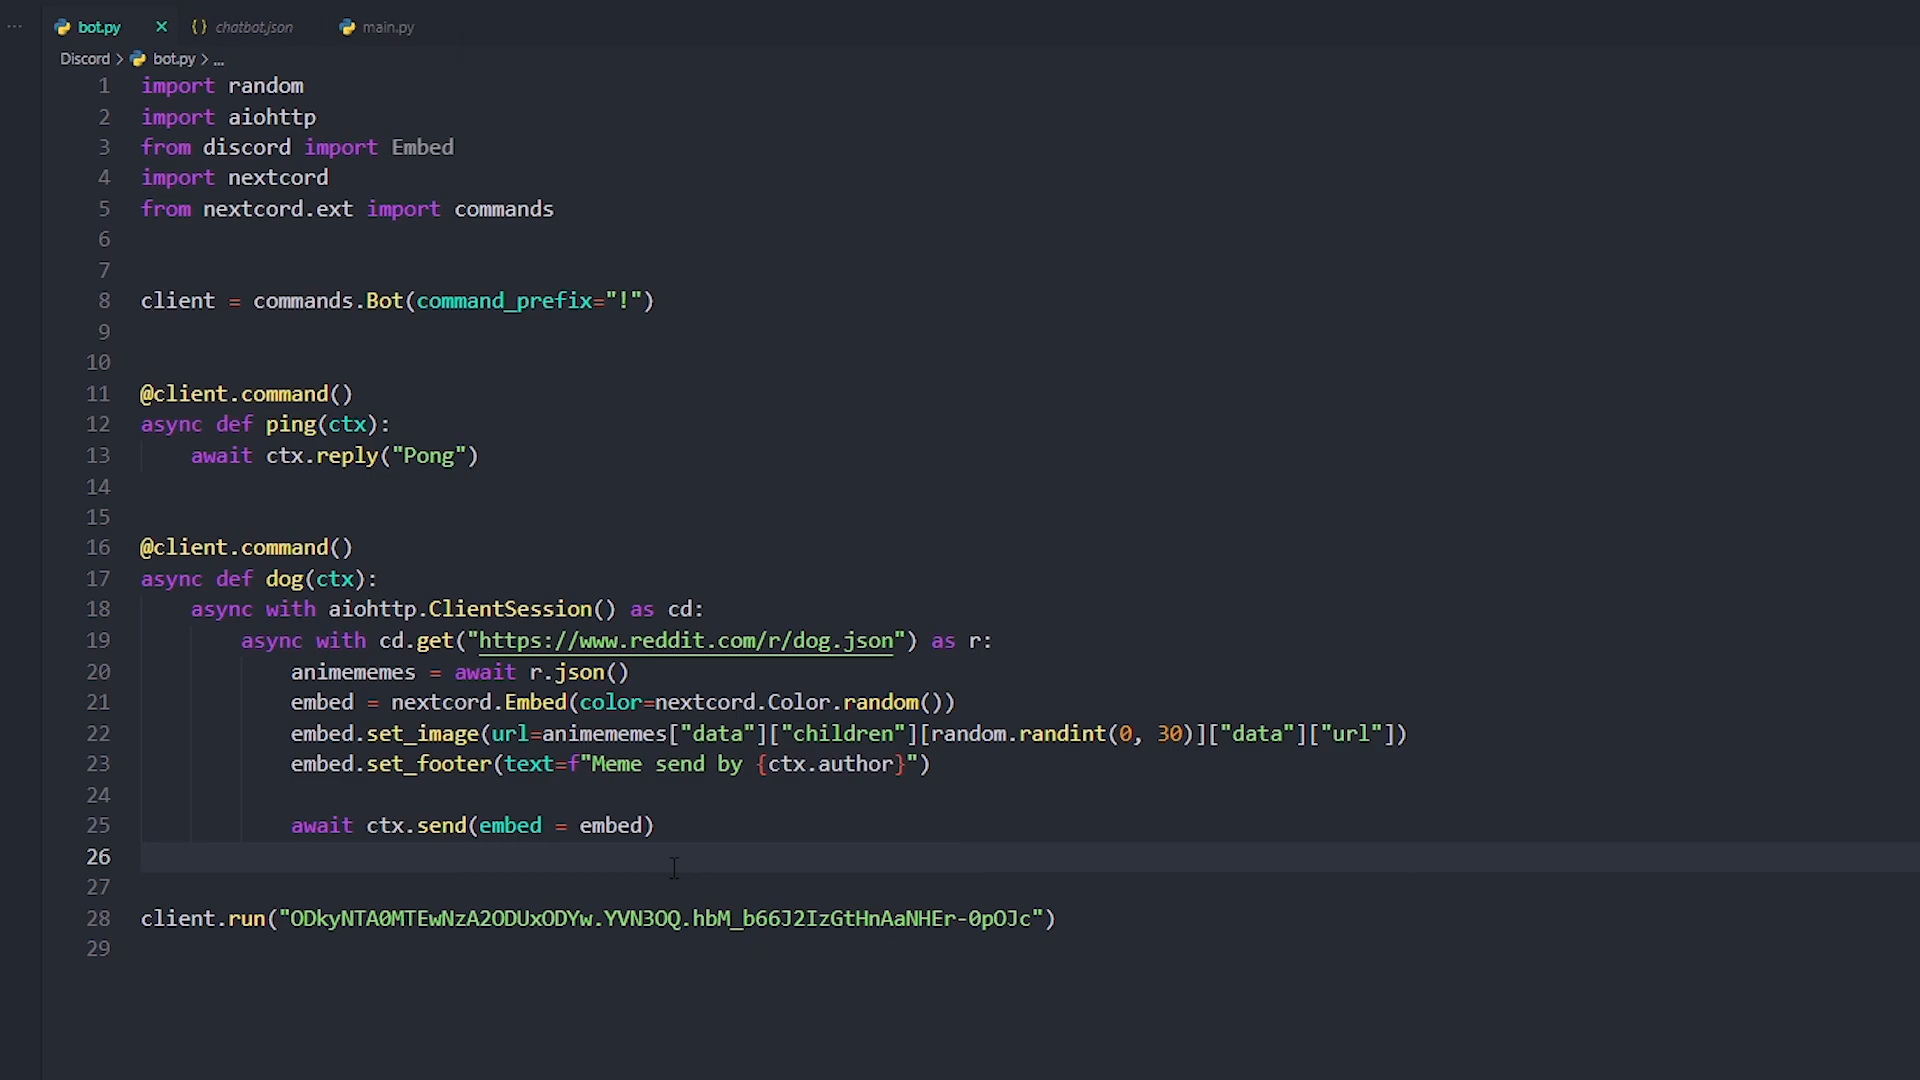 ... bot.py × {} chatbot.json main.py
Discord > bot.py > ...
1 import random
2 import aiohttp
3 from discord import Embed
4 import nextcord
5 from nextcord.ext import commands
6
7
8 client = commands.Bot(command_prefix="!")
9
10
11 @client.command()
12 async def ping(ctx):
13 await ctx.reply("Pong")
14
15
16 @client.command()
17 async def dog(ctx):
18 async with aiohttp.ClientSession() as cd:
19 async with cd.get("https://www.reddit.com/r/dog.json") as r:
20 animememes = await r.json()
21 embed = nextcord.Embed(color=nextcord.Color.random())
22 embed.set_image(url=animememes["data"]["children"][random.randint(0, 30)]["data"]["url"])
23 embed.set_footer(text=f"Meme send by {ctx.author}")
24
25 await ctx.send(embed = embed)
26
27
28 client.run("ODkyNTA0MTEwNzA2ODUxODYw.YVN3OQ.hbM_b66J2IzGtHnAaNHEr-0pOJc")
29